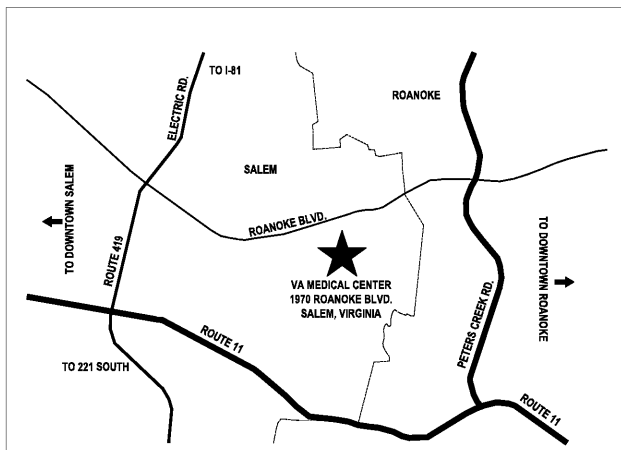 TO I-81
ROANOKE
ELECTRIC RD.
SALEM
TO DOWNTOWN SALEM
ROANOKE BLVD.
ROUTE 419
TO DOWNTOWN ROANOKE
VA MEDICAL CENTER
1970 ROANOKE BLVD.
SALEM, VIRGINIA
PETERS CREEK RD.
ROUTE 11
TO 221 SOUTH
ROUTE 11